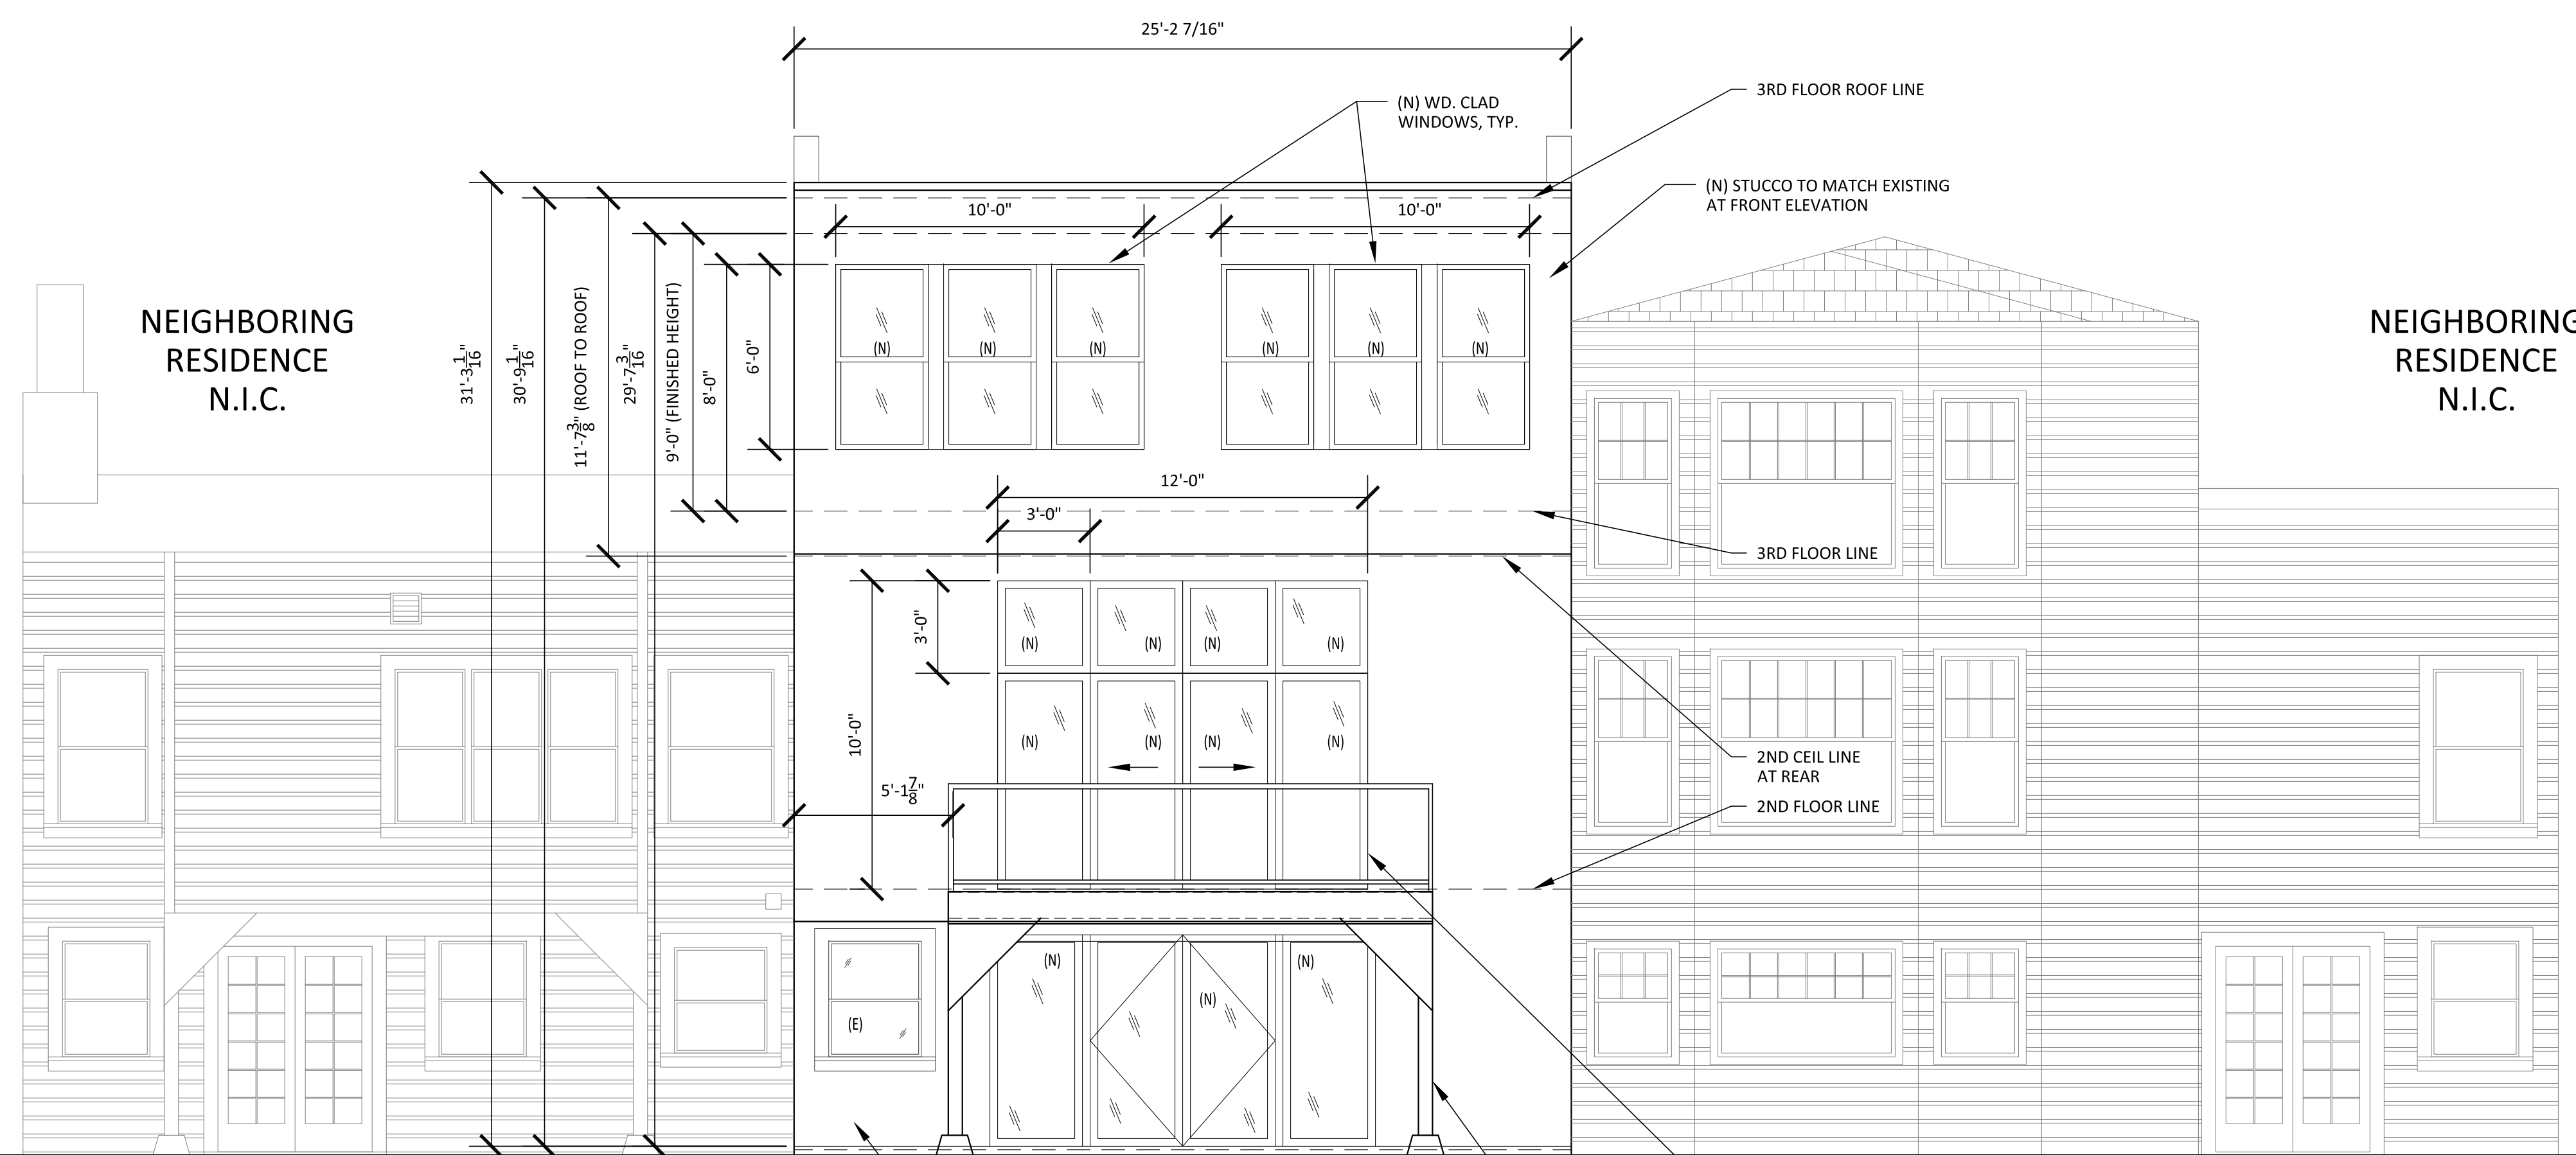 25'-2 7/16"
3RD FLOOR ROOF LINE
(N) WD. CLAD
WINDOWS, TYP.
(N) STUCCO TO MATCH EXISTING
AT FRONT ELEVATION
10'-0"
10'-0"
NEIGHBORING
RESIDENCE
N.I.C.
31'-3 1/16"
30'-9 1/16"
11'-7 3/8" (ROOF TO ROOF)
29'-7 3/16"
9'-0" (FINISHED HEIGHT)
8'-0"
6'-0"
(N)
(N)
(N)
(N)
(N)
(N)
NEIGHBORING
RESIDENCE
N.I.C.
12'-0"
3'-0"
3RD FLOOR LINE
3'-0"
(N)
(N)
(N)
(N)
10'-0"
(N)
(N)
(N)
(N)
5'-1 7/8"
2ND CEIL LINE
AT REAR
2ND FLOOR LINE
(N)
(N)
(N)
(E)